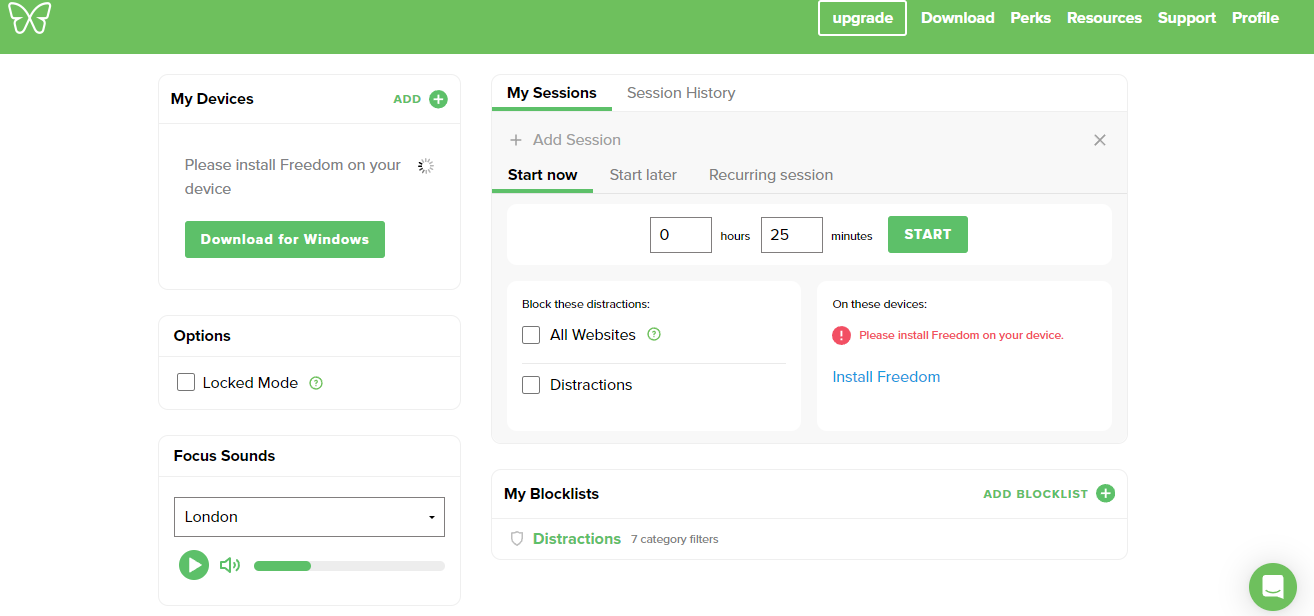 upgrade Download Perks Resources Support Profile
My Devices ADD
Please install Freedom on your
device
Download for Windows
Options
Locked Mode ?
Focus Sounds
London
My Sessions Session History
+ Add Session
Start now Start later Recurring session
0 hours 25 minutes START
Block these distractions:
All Websites ?
Distractions
On these devices:
! Please install Freedom on your device.
Install Freedom
My Blocklists ADD BLOCKLIST
Distractions 7 category filters